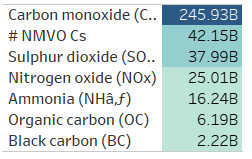 Carbon monoxide (C.. 245.93B
# NMVO Cs 42.15B
Sulphur dioxide (SO.. 37.99B
Nitrogen oxide (NOx) 25.01B
Ammonia (NHâ,ƒ) 16.24B
Organic carbon (OC) 6.19B
Black carbon (BC) 2.22B